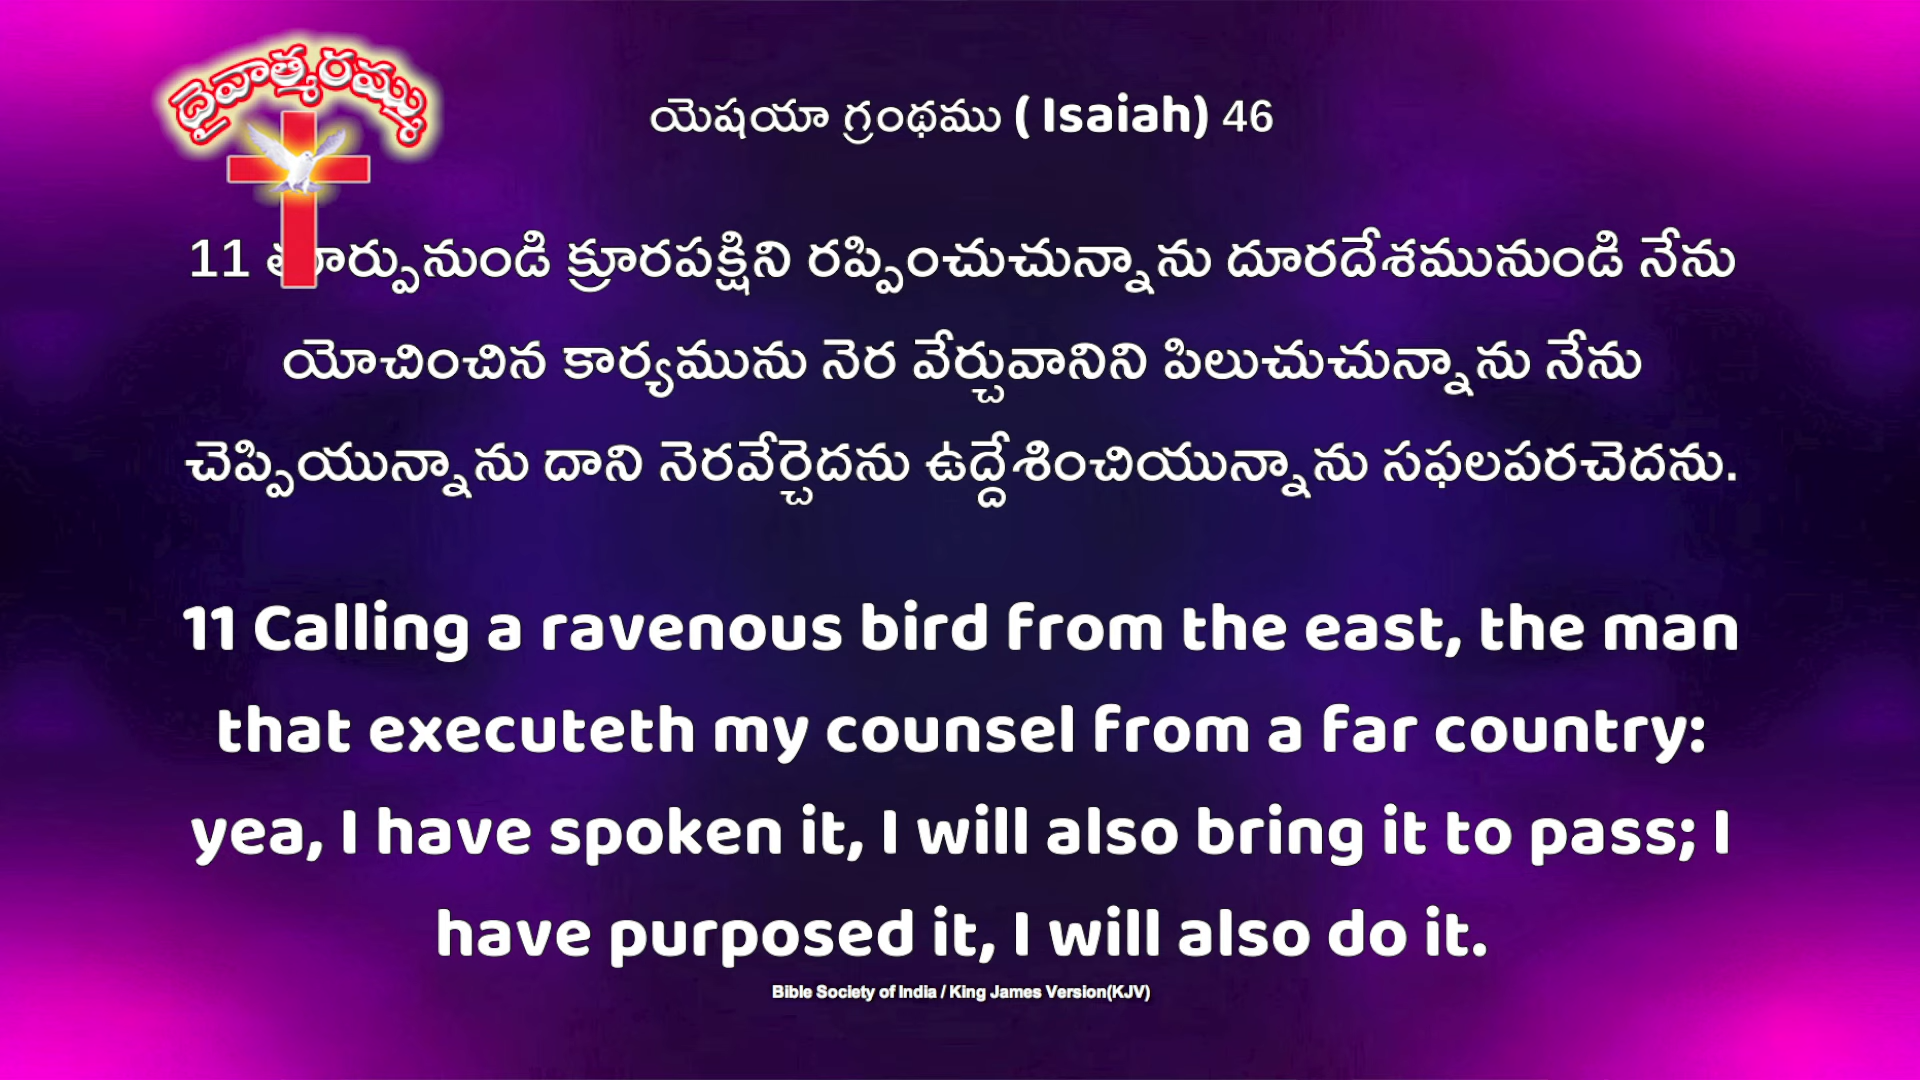 దైవాత్మరమ్ము
యెషయా గ్రంథము ( Isaiah) 46
11 తూర్పునుండి క్రూరపక్షిని రప్పించుచున్నాను దూరదేశమునుండి నేను
యోచించిన కార్యమును నెర వేర్చువానిని పిలుచుచున్నాను నేను
చెప్పియున్నాను దాని నెరవేర్చెదను ఉద్దేశించియున్నాను సఫలపరచెదను.
11 Calling a ravenous bird from the east, the man
that executeth my counsel from a far country:
yea, I have spoken it, I will also bring it to pass; I
have purposed it, I will also do it.
Bible Society of India / King James Version(KJV)